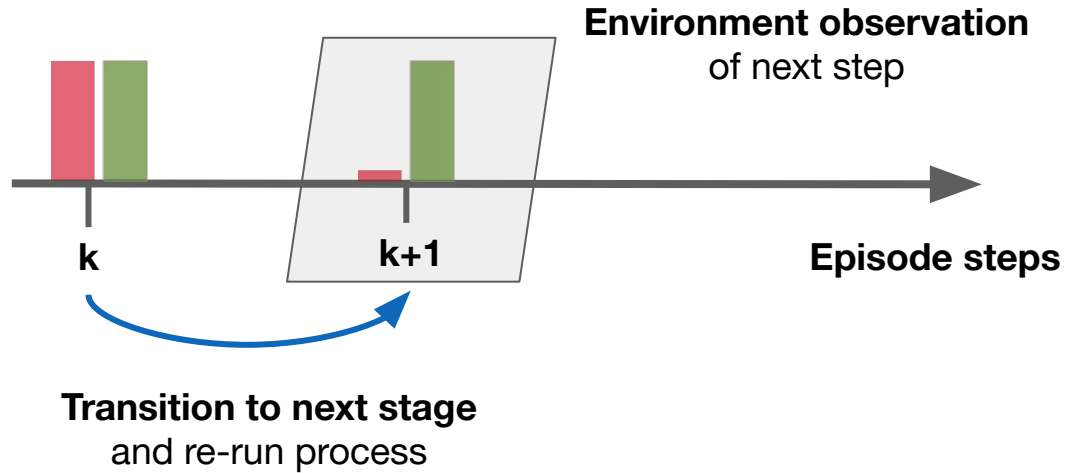 Environment observation
of next step
k
k+1
Episode steps
Transition to next stage
and re-run process